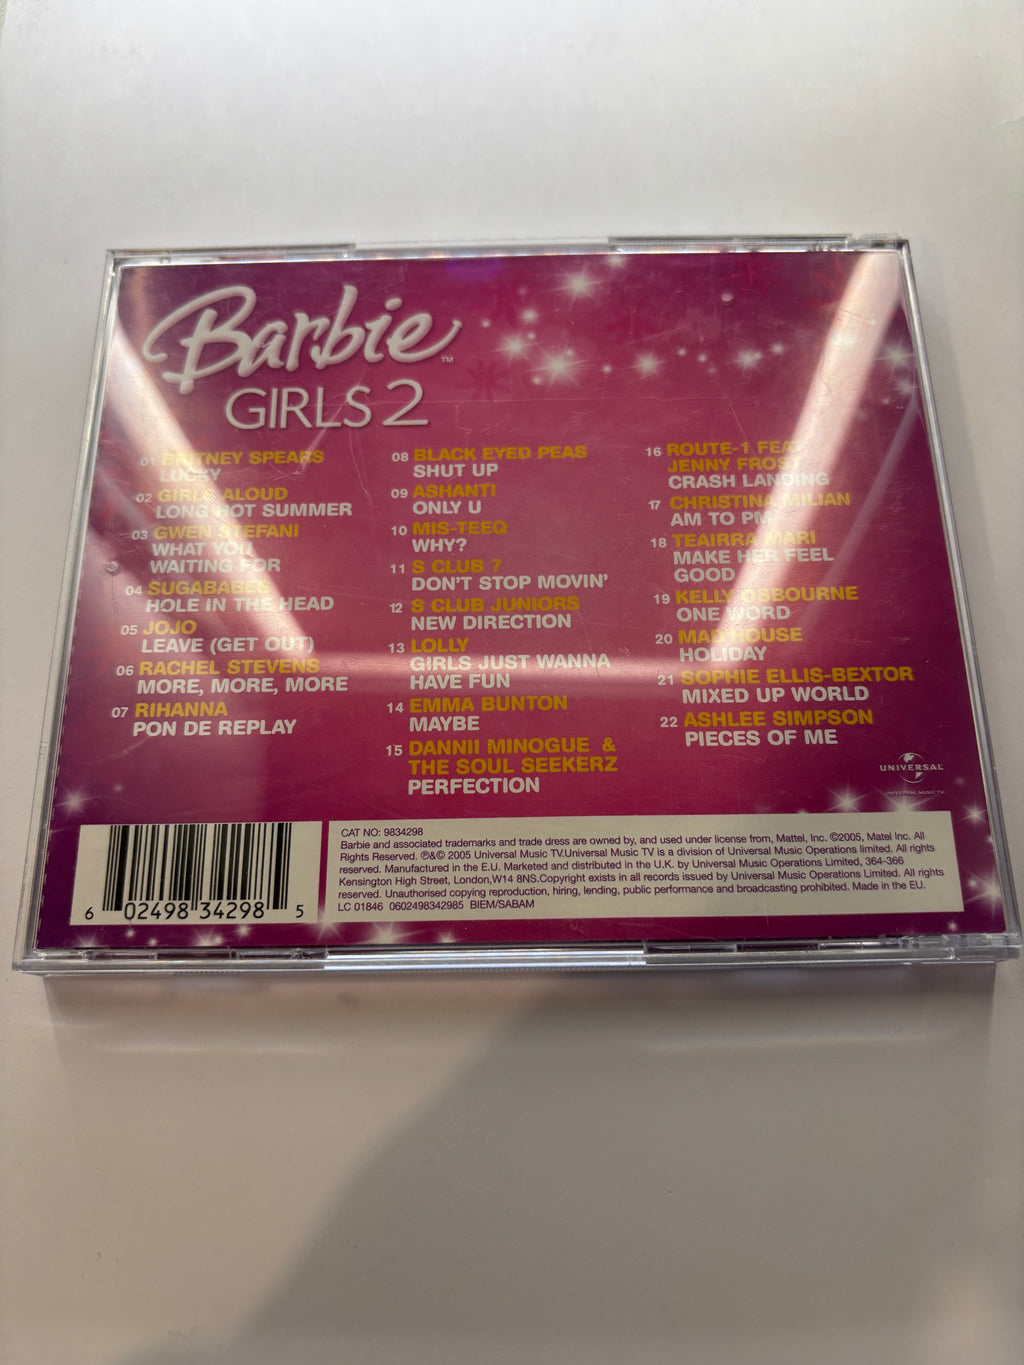 Barbie™
GIRLS 2
01 BRITNEY SPEARS
LUCKY
02 GIRLS ALOUD
LONG HOT SUMMER
03 GWEN STEFANI
WHAT YOU
WAITING FOR
04 SUGABABES
HOLE IN THE HEAD
05 JOJO
LEAVE (GET OUT)
06 RACHEL STEVENS
MORE, MORE, MORE
07 RIHANNA
PON DE REPLAY
08 BLACK EYED PEAS
SHUT UP
09 ASHANTI
ONLY U
10 MIS-TEEQ
WHY?
11 S CLUB 7
DON'T STOP MOVIN'
12 S CLUB JUNIORS
NEW DIRECTION
13 LOLLY
GIRLS JUST WANNA
HAVE FUN
14 EMMA BUNTON
MAYBE
15 DANNII MINOGUE &
THE SOUL SEEKERZ
PERFECTION
16 ROUTE-1 FEAT
JENNY FROST
CRASH LANDING
17 CHRISTINA MILIAN
AM TO PM
18 TEAIRRA MARI
MAKE HER FEEL
GOOD
19 KELLY OSBOURNE
ONE WORD
20 MAD'HOUSE
HOLIDAY
21 SOPHIE ELLIS-BEXTOR
MIXED UP WORLD
22 ASHLEE SIMPSON
PIECES OF ME
UNIVERSAL
UNIVERSAL MUSIC TV
6 02498 34298 5
CAT NO: 9834298
Barbie and associated trademarks and trade dress are owned by, and used under license from, Mattel, Inc. ©2005, Matel Inc. All
Rights Reserved. ℗&© 2005 Universal Music TV.Universal Music TV is a division of Universal Music Operations limited. All rights
reserved. Manufactured in the E.U. Marketed and distributed in the U.K. by Universal Music Operations Limited, 364-366
Kensington High Street, London,W14 8NS.Copyright exists in all records issued by Universal Music Operations Limited. All rights
reserved. Unauthorised copying reproduction, hiring, lending, public performance and broadcasting prohibited. Made in the EU.
LC 01846 0602498342985 BIEM/SABAM